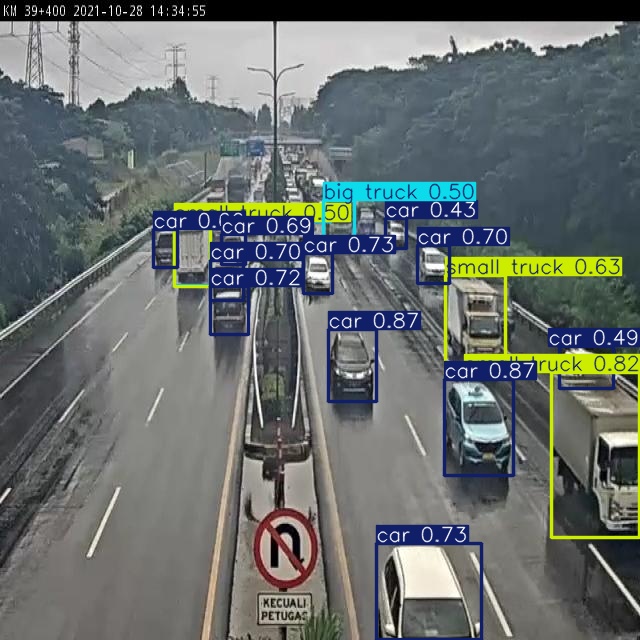 KM 39+400 2021-10-28 14:34:55
big truck 0.50
small truck 0.50
car 0.43
car 0.69
car 0.73
car 0.70
car 0.70
small truck 0.63
car 0.72
car 0.87
car 0.49
truck 0.82
car 0.87
car 0.73
KECUALI
PETUGAS